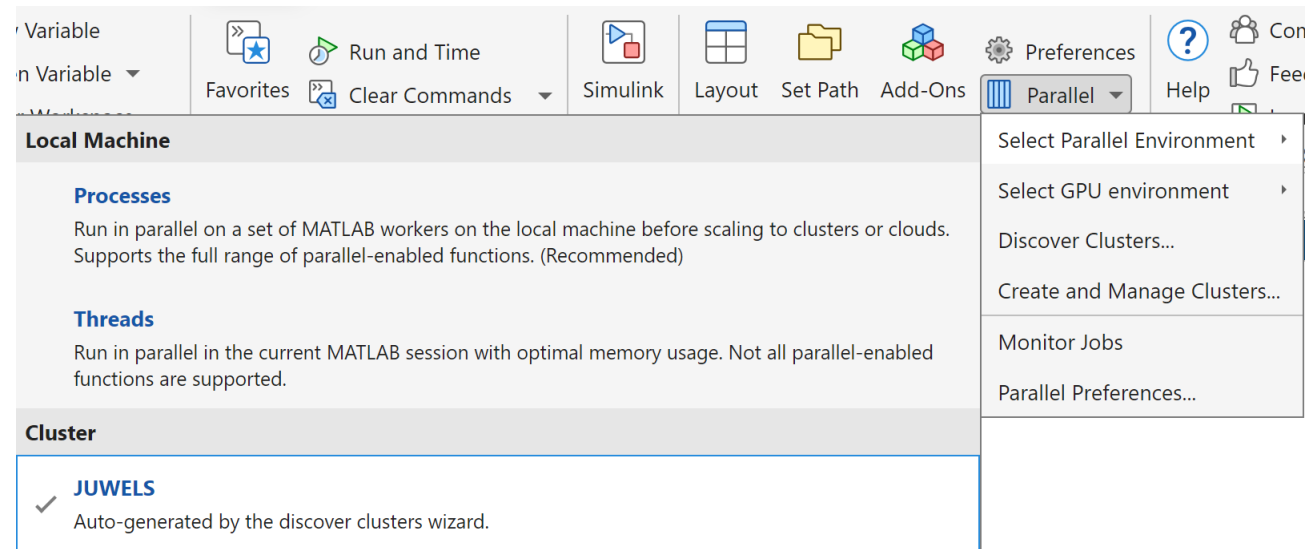 Variable
Run and Time
n Variable
Favorites
Clear Commands
Simulink
Layout
Set Path
Add-Ons
Preferences
Parallel
Help
Con
Feed
Local Machine
Processes
Run in parallel on a set of MATLAB workers on the local machine before scaling to clusters or clouds.
Supports the full range of parallel-enabled functions. (Recommended)
Threads
Run in parallel in the current MATLAB session with optimal memory usage. Not all parallel-enabled
functions are supported.
Cluster
JUWELS
Auto-generated by the discover clusters wizard.
Select Parallel Environment
Select GPU environment
Discover Clusters...
Create and Manage Clusters...
Monitor Jobs
Parallel Preferences...